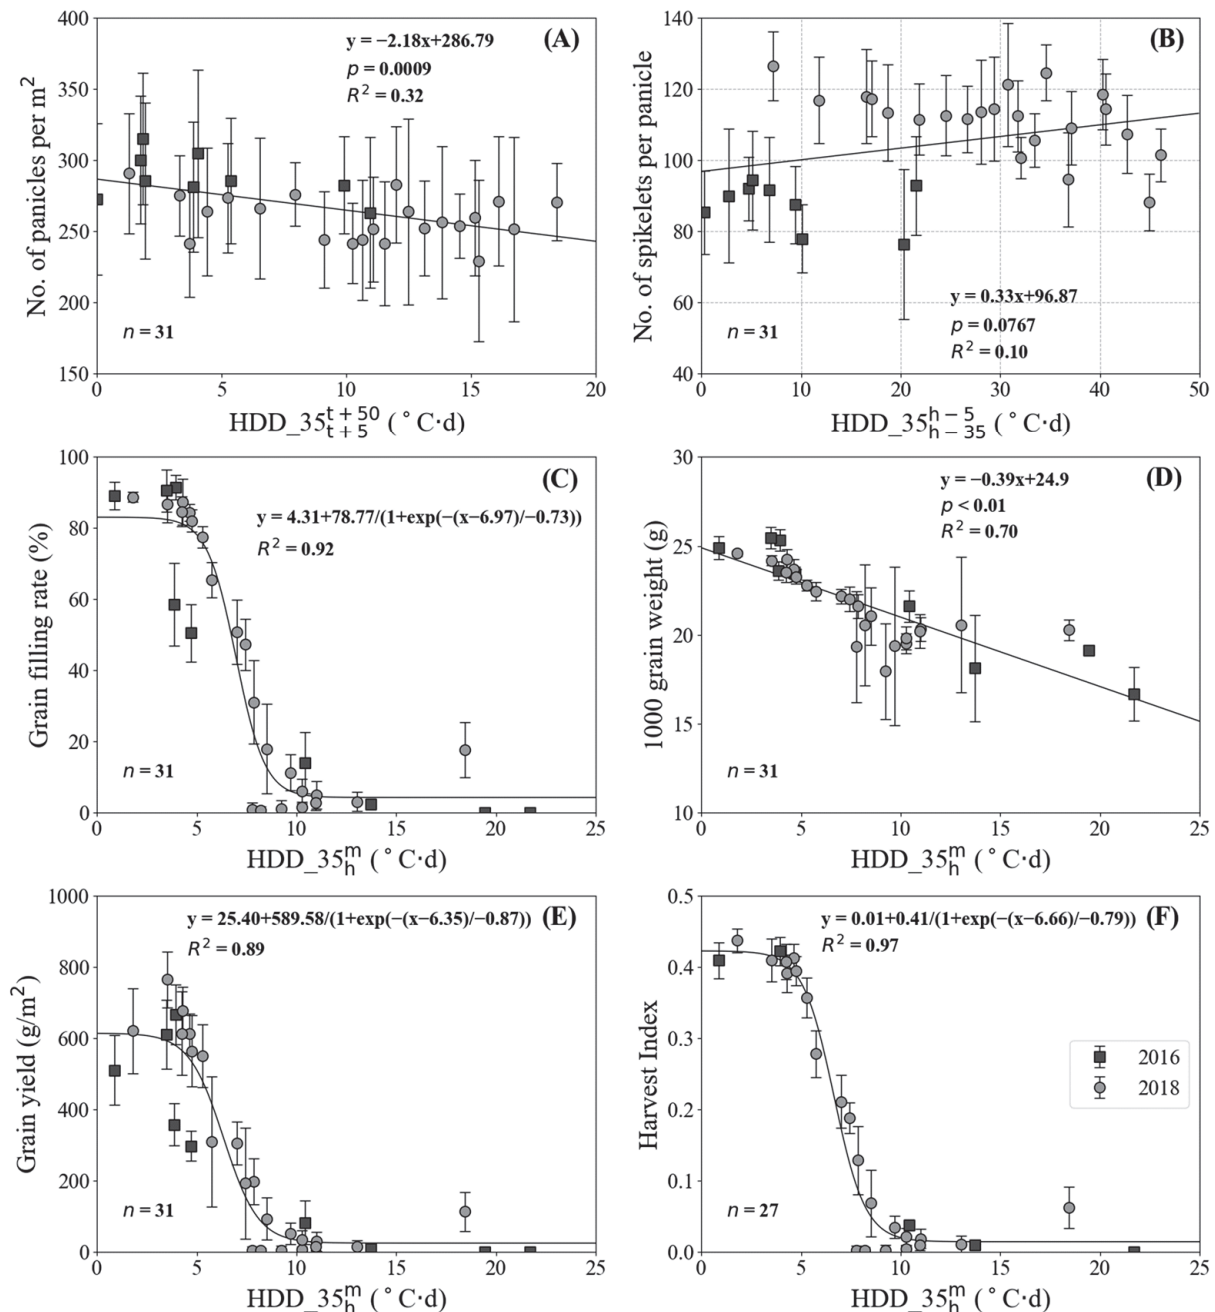 (A)
y = −2.18x+286.79
p = 0.0009
R² = 0.32
n = 31
No. of panicles per m²
400
350
300
250
200
150
0 5 10 15 20
HDD_35 t + 50 t + 5 (°C·d)
(B)
y = 0.33x+96.87
p = 0.0767
R² = 0.10
n = 31
No. of spikelets per panicle
140
120
100
80
60
40
0 10 20 30 40 50
HDD_35 h − 5 h − 35 (°C·d)
(C)
y = 4.31+78.77/(1+exp(−(x−6.97)/−0.73))
R² = 0.92
n = 31
Grain filling rate (%)
100
80
60
40
20
0
0 5 10 15 20 25
HDD_35 m h (°C·d)
(D)
y = −0.39x+24.9
p < 0.01
R² = 0.70
n = 31
1000 grain weight (g)
30
25
20
15
10
0 5 10 15 20 25
HDD_35 m h (°C·d)
(E)
y = 25.40+589.58/(1+exp(−(x−6.35)/−0.87))
R² = 0.89
n = 31
Grain yield (g/m²)
1000
800
600
400
200
0
0 5 10 15 20 25
HDD_35 m h (°C·d)
(F)
y = 0.01+0.41/(1+exp(−(x−6.66)/−0.79))
R² = 0.97
2016
2018
n = 27
Harvest Index
0.5
0.4
0.3
0.2
0.1
0.0
0 5 10 15 20 25
HDD_35 m h (°C·d)